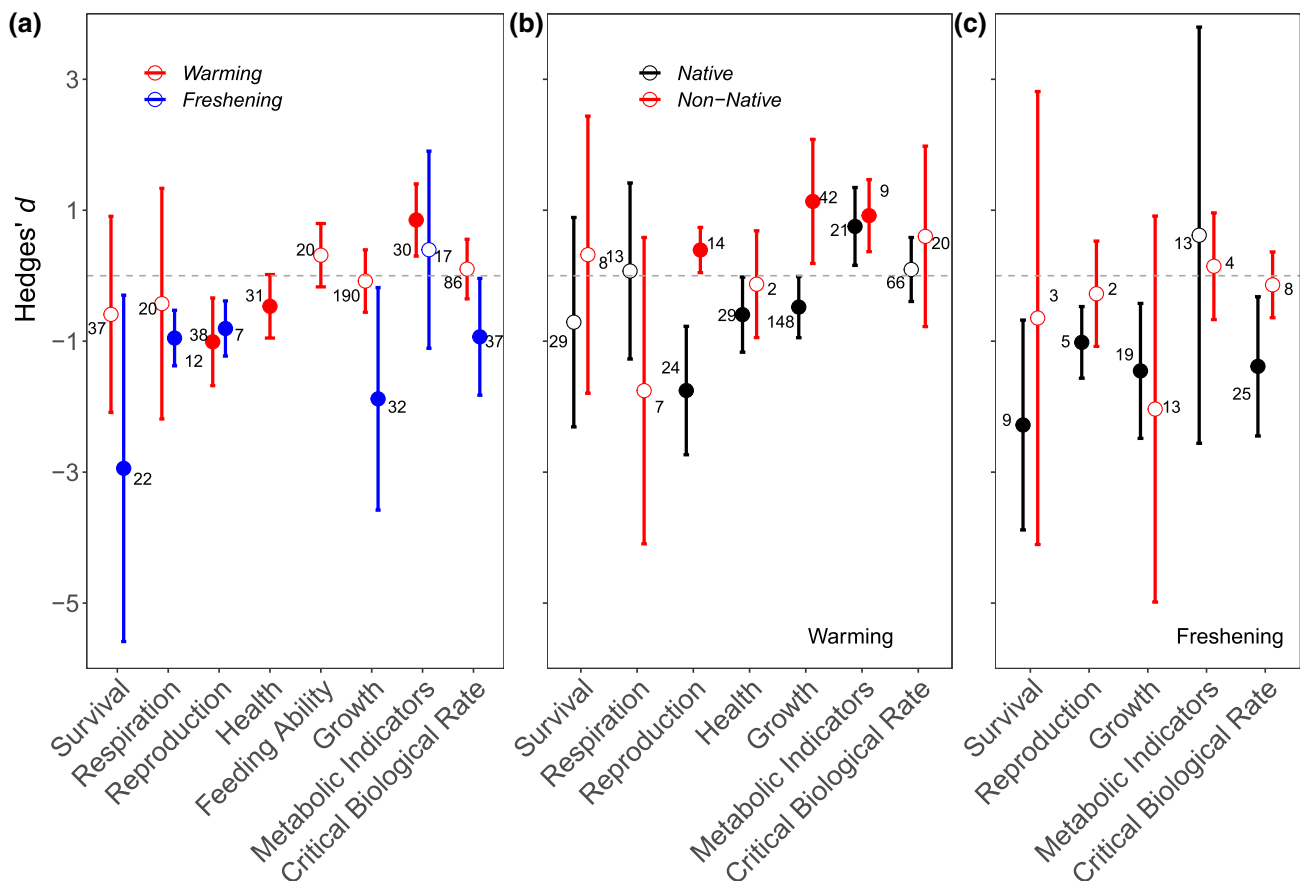 (a)
(b)
(c)
Hedges' d
3
1
−1
−3
−5
Warming
Freshening
37
22
20
12
38
7
31
20
190
32
30
17
86
37
Survival
Respiration
Reproduction
Health
Feeding Ability
Growth
Metabolic Indicators
Critical Biological Rate
Native
Non−Native
29
8
13
7
24
14
29
2
148
42
21
9
66
20
Warming
Survival
Respiration
Reproduction
Health
Growth
Metabolic Indicators
Critical Biological Rate
9
3
5
2
19
13
13
4
25
8
Freshening
Survival
Reproduction
Growth
Metabolic Indicators
Critical Biological Rate